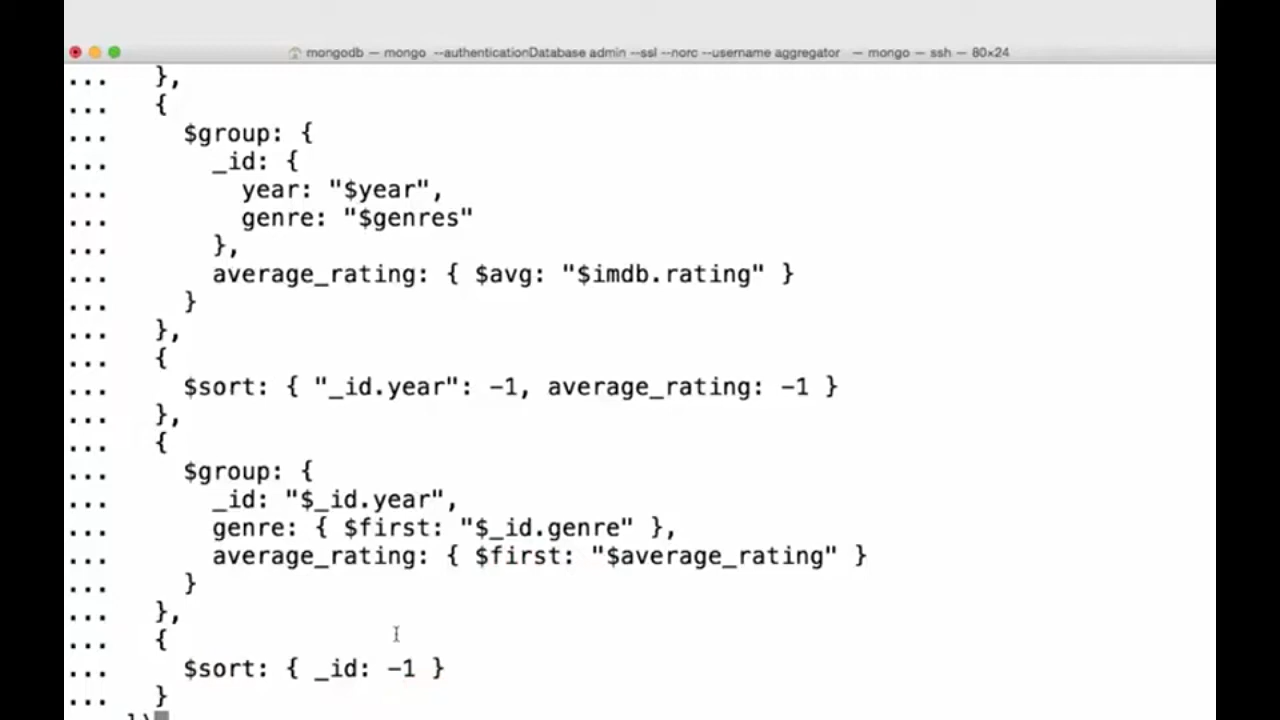 mongodb — mongo --authenticationDatabase admin --ssl --norc --username aggregator — mongo — ssh — 80×24
... },
... {
... $group: {
... _id: {
... year: "$year",
... genre: "$genres"
... },
... average_rating: { $avg: "$imdb.rating" }
... }
... },
... {
... $sort: { "_id.year": -1, average_rating: -1 }
... },
... {
... $group: {
... _id: "$_id.year",
... genre: { $first: "$_id.genre" },
... average_rating: { $first: "$average_rating" }
... }
... },
... {
... $sort: { _id: -1 }
... }